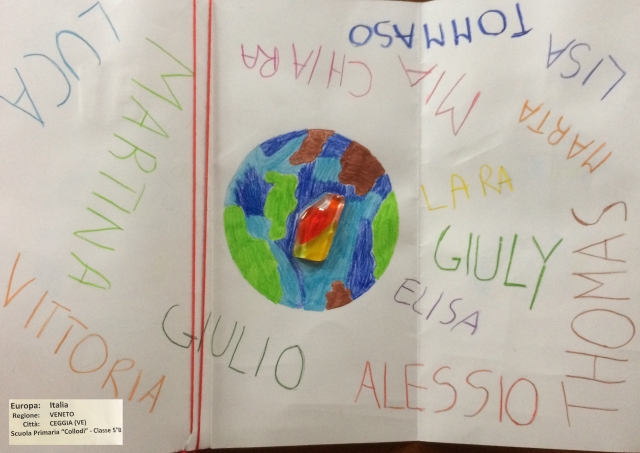 LUCA
MARTINA
VITTORIA
MIA CHIARA
TOMMASO
LISA
MARTA
LARA
GIULY
ELISA
THOMAS
GIULIO
ALESSIO
Europa: Italia
Regione: VENETO
Città: CEGGIA (VE)
Scuola Primaria "Collodi" - Classe 5°B